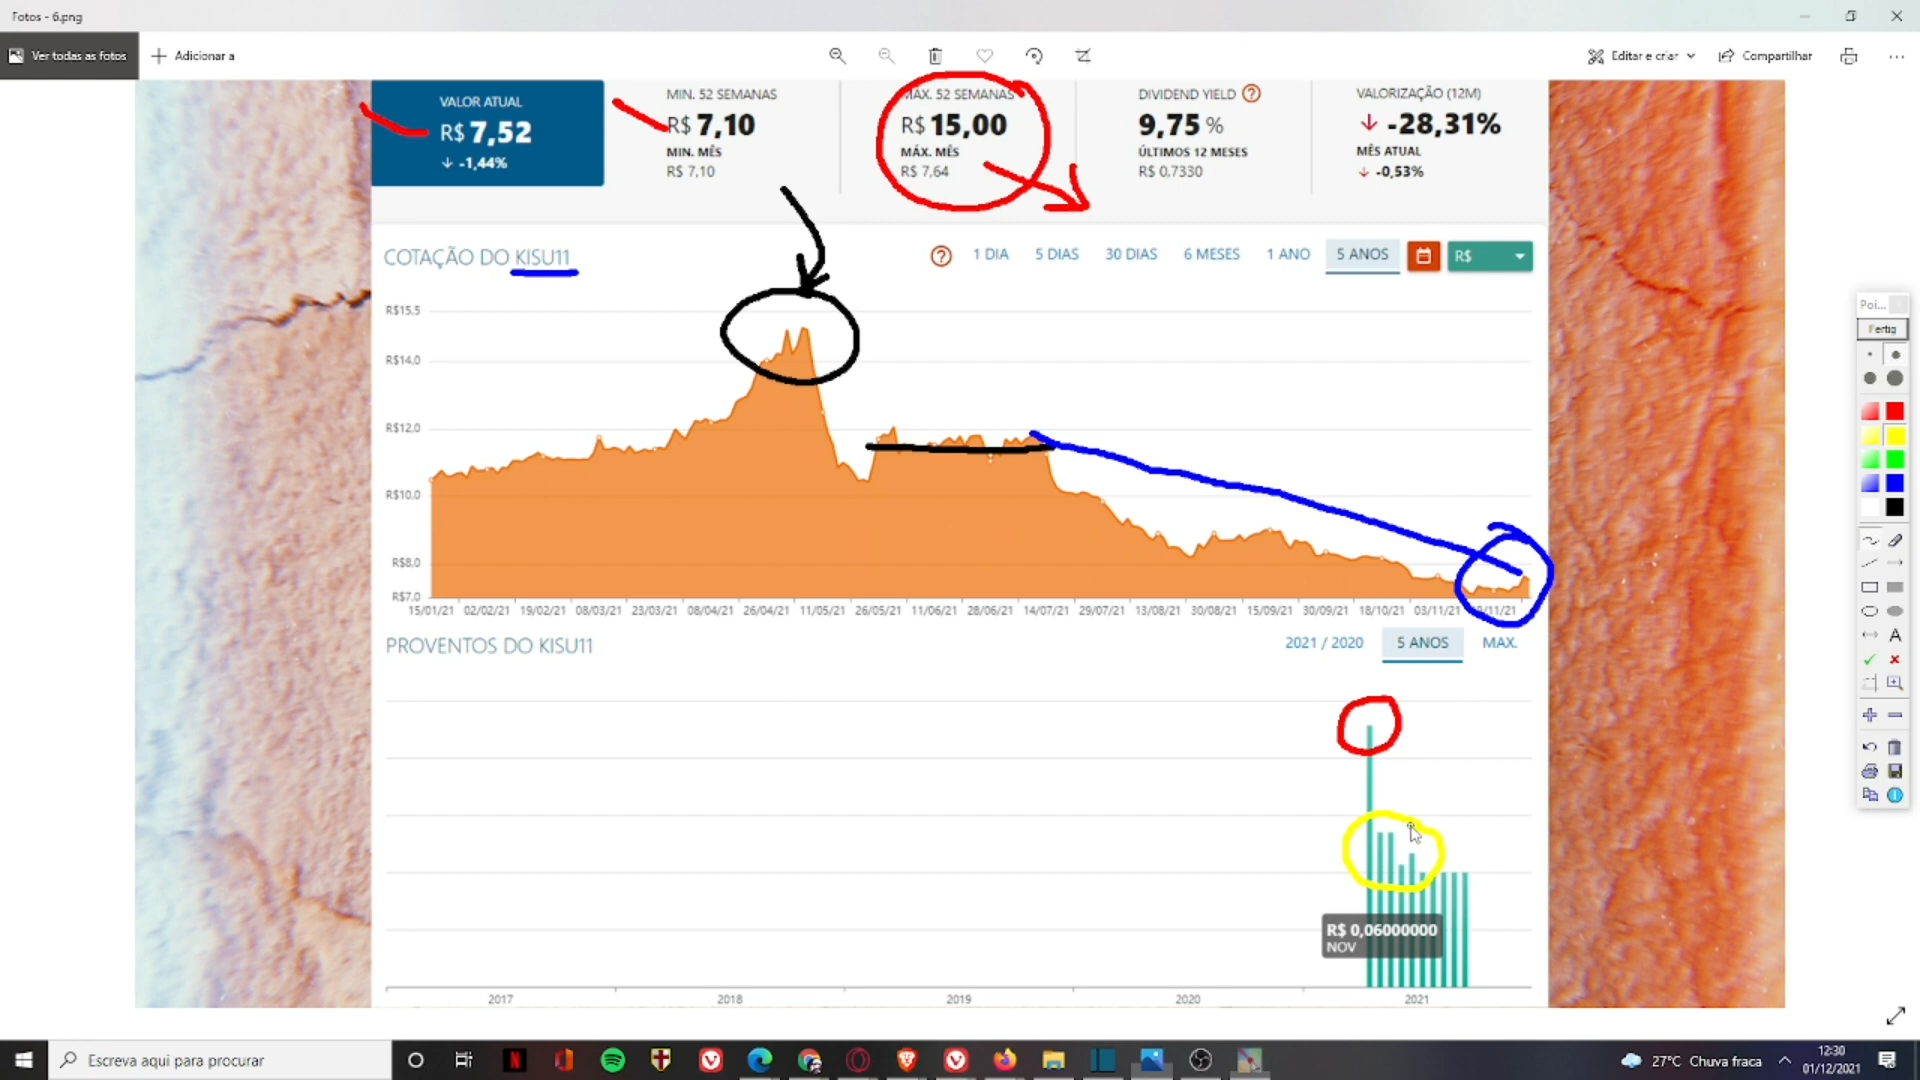 Fotos - 6.png
Ver todas as fotos
Adicionar a
Editar e criar
Compartilhar
VALOR ATUAL
R$ 7,52
-1,44%
MIN. 52 SEMANAS
R$ 7,10
MIN. MÊS
R$ 7,10
MÁX. 52 SEMANAS
R$ 15,00
MÁX. MÊS
R$ 7,64
DIVIDEND YIELD ?
9,75 %
ÚLTIMOS 12 MESES
R$ 0,7330
VALORIZAÇÃO (12M)
-28,31%
MÊS ATUAL
-0,53%
COTAÇÃO DO KISU11
? 1 DIA 5 DIAS 30 DIAS 6 MESES 1 ANO 5 ANOS R$
R$15.5
R$14.0
R$12.0
R$10.0
R$8.0
R$7.0
15/01/21 02/02/21 19/02/21 08/03/21 23/03/21 08/04/21 26/04/21 11/05/21 26/05/21 11/06/21 28/06/21 14/07/21 29/07/21 13/08/21 30/08/21 15/09/21 30/09/21 18/10/21 03/11/21 /11/21
PROVENTOS DO KISU11
2021 / 2020 5 ANOS MAX.
R$ 0,06000000
NOV
2017 2018 2019 2020 2021
Poi...
Fertig
A
Escreva aqui para procurar
27°C Chuva fraca
12:30
01/12/2021